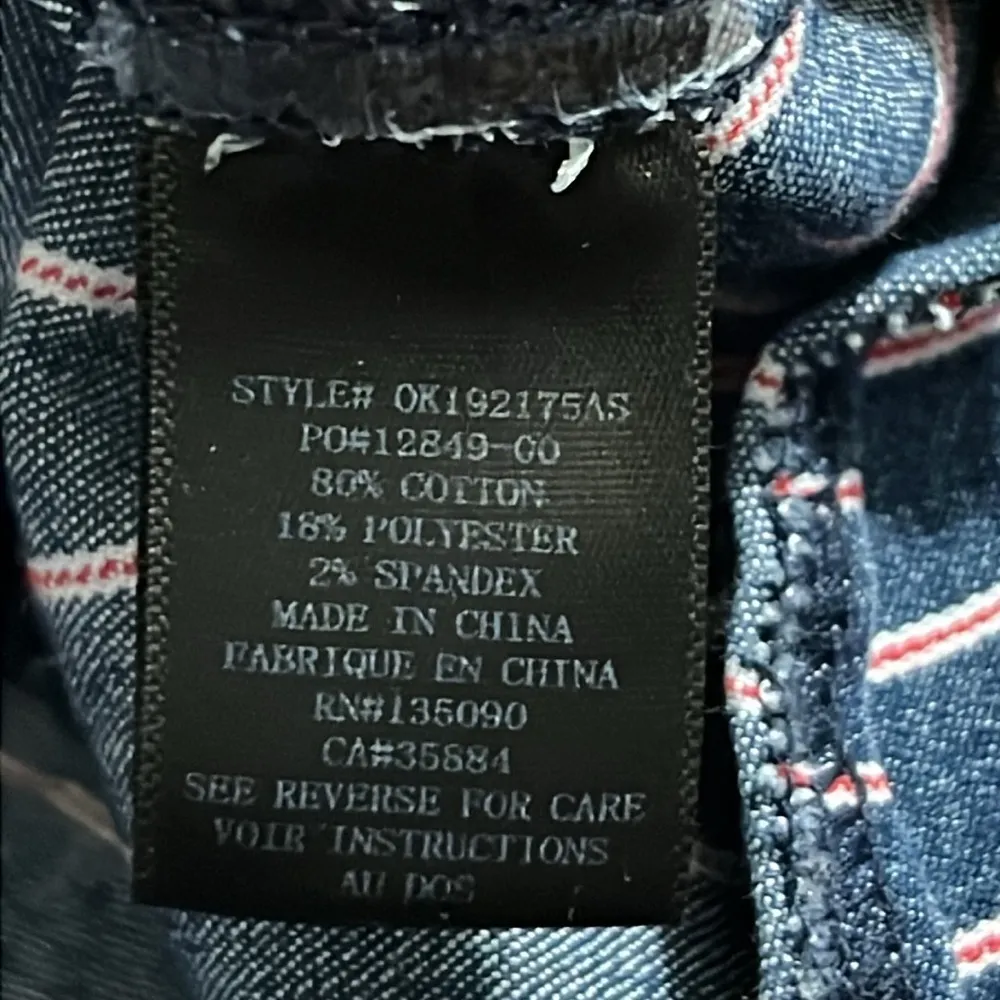 STYLE# OK192175AS
PO#12849-00
80% COTTON
18% POLYESTER
2% SPANDEX
MADE IN CHINA
FABRIQUE EN CHINA
RN#135090
CA#35884
SEE REVERSE FOR CARE
VOIR INSTRUCTIONS
AU DOS